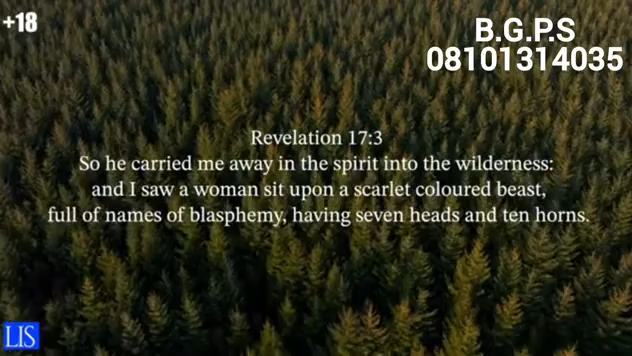 +18
B.G.P.S
08101314035
Revelation 17:3
So he carried me away in the spirit into the wilderness:
and I saw a woman sit upon a scarlet coloured beast,
full of names of blasphemy, having seven heads and ten horns.
LIS